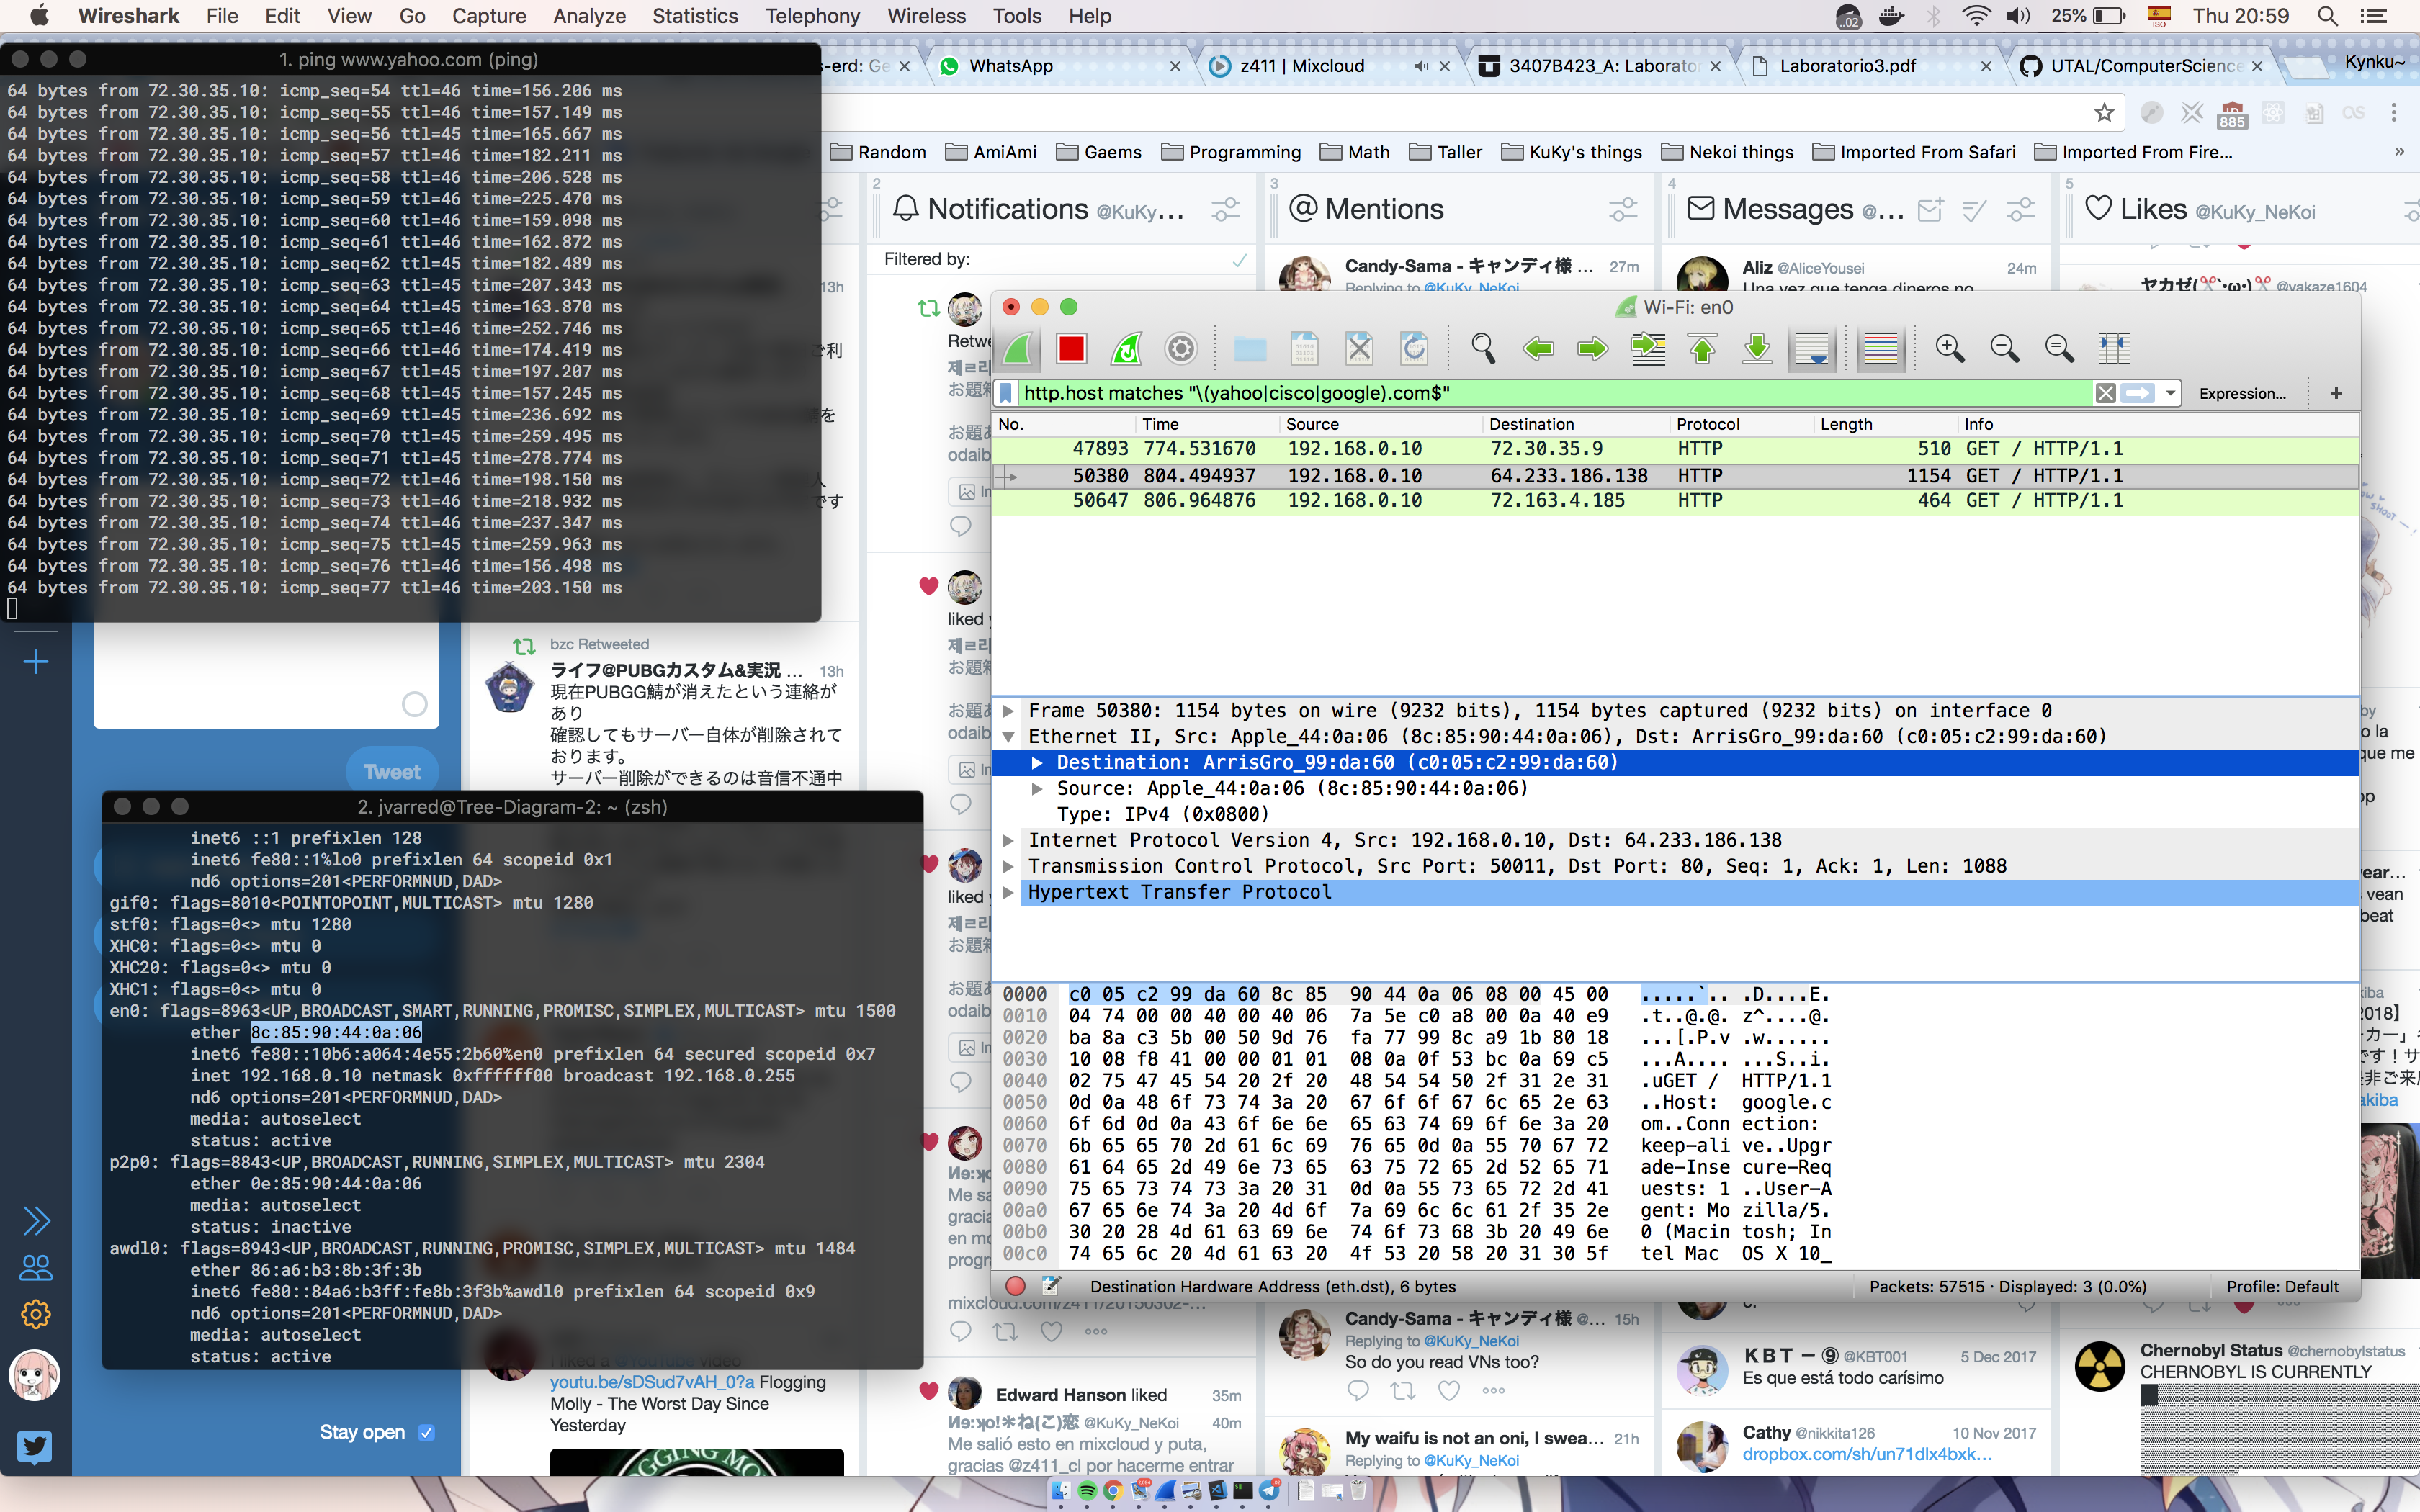 Wireshark File Edit View Go Capture Analyze Statistics Telephony Wireless Tools Help
..02 25% ISO Thu 20:59
1. ping www.yahoo.com (ping)
64 bytes from 72.30.35.10: icmp_seq=54 ttl=46 time=156.206 ms
64 bytes from 72.30.35.10: icmp_seq=55 ttl=46 time=157.149 ms
64 bytes from 72.30.35.10: icmp_seq=56 ttl=45 time=165.667 ms
64 bytes from 72.30.35.10: icmp_seq=57 ttl=46 time=182.211 ms
64 bytes from 72.30.35.10: icmp_seq=58 ttl=46 time=206.528 ms
64 bytes from 72.30.35.10: icmp_seq=59 ttl=46 time=225.470 ms
64 bytes from 72.30.35.10: icmp_seq=60 ttl=46 time=159.098 ms
64 bytes from 72.30.35.10: icmp_seq=61 ttl=46 time=162.872 ms
64 bytes from 72.30.35.10: icmp_seq=62 ttl=45 time=182.489 ms
64 bytes from 72.30.35.10: icmp_seq=63 ttl=45 time=207.343 ms
64 bytes from 72.30.35.10: icmp_seq=64 ttl=45 time=163.870 ms
64 bytes from 72.30.35.10: icmp_seq=65 ttl=45 time=252.746 ms
64 bytes from 72.30.35.10: icmp_seq=66 ttl=46 time=174.419 ms
64 bytes from 72.30.35.10: icmp_seq=67 ttl=45 time=197.207 ms
64 bytes from 72.30.35.10: icmp_seq=68 ttl=45 time=157.245 ms
64 bytes from 72.30.35.10: icmp_seq=69 ttl=45 time=236.692 ms
64 bytes from 72.30.35.10: icmp_seq=70 ttl=45 time=259.495 ms
64 bytes from 72.30.35.10: icmp_seq=71 ttl=45 time=278.774 ms
64 bytes from 72.30.35.10: icmp_seq=72 ttl=46 time=198.150 ms
64 bytes from 72.30.35.10: icmp_seq=73 ttl=46 time=218.932 ms
64 bytes from 72.30.35.10: icmp_seq=74 ttl=46 time=237.347 ms
64 bytes from 72.30.35.10: icmp_seq=75 ttl=45 time=259.963 ms
64 bytes from 72.30.35.10: icmp_seq=76 ttl=46 time=156.498 ms
64 bytes from 72.30.35.10: icmp_seq=77 ttl=46 time=203.150 ms
s-erd: Ge WhatsApp z411 | Mixcloud 3407B423_A: Laborator Laboratorio3.pdf UTAL/ComputerScience Kynku~
885
Random AmiAmi Gaems Programming Math Taller KuKy's things Nekoi things Imported From Safari Imported From Fire... »
2 Notifications @KuKy...
3 @ Mentions
4 Messages @...
5 Likes @KuKy_NeKoi
Filtered by:
Candy-Sama - キャンディ様 ... 27m
Replying to @KuKy_NeKoi
Aliz @AliceYousei 24m
Una vez que tenga dineros no
@yakaze1604
13h
Retwe
お題箱
odaib
liked y
お題箱
odaib
liked y
お題箱
odaib
Wi-Fi: en0
http.host matches "\(yahoo|cisco|google).com$" Expression... +
No. Time Source Destination Protocol Length Info
47893 774.531670 192.168.0.10 72.30.35.9 HTTP 510 GET / HTTP/1.1
50380 804.494937 192.168.0.10 64.233.186.138 HTTP 1154 GET / HTTP/1.1
50647 806.964876 192.168.0.10 72.163.4.185 HTTP 464 GET / HTTP/1.1
Frame 50380: 1154 bytes on wire (9232 bits), 1154 bytes captured (9232 bits) on interface 0
Ethernet II, Src: Apple_44:0a:06 (8c:85:90:44:0a:06), Dst: ArrisGro_99:da:60 (c0:05:c2:99:da:60)
Destination: ArrisGro_99:da:60 (c0:05:c2:99:da:60)
Source: Apple_44:0a:06 (8c:85:90:44:0a:06)
Type: IPv4 (0x0800)
Internet Protocol Version 4, Src: 192.168.0.10, Dst: 64.233.186.138
Transmission Control Protocol, Src Port: 50011, Dst Port: 80, Seq: 1, Ack: 1, Len: 1088
Hypertext Transfer Protocol
0000 c0 05 c2 99 da 60 8c 85 90 44 0a 06 08 00 45 00 .....`.. .D....E.
0010 04 74 00 00 40 00 40 06 7a 5e c0 a8 00 0a 40 e9 .t..@.@. z^....@.
0020 ba 8a c3 5b 00 50 9d 76 fa 77 99 8c a9 1b 80 18 ...[.P.v .w......
0030 10 08 f8 41 00 00 01 01 08 0a 0f 53 bc 0a 69 c5 ...A.... ...S..i.
0040 02 75 47 45 54 20 2f 20 48 54 54 50 2f 31 2e 31 .uGET / HTTP/1.1
0050 0d 0a 48 6f 73 74 3a 20 67 6f 6f 67 6c 65 2e 63 ..Host: google.c
0060 6f 6d 0d 0a 43 6f 6e 6e 65 63 74 69 6f 6e 3a 20 om..Conn ection:
0070 6b 65 65 70 2d 61 6c 69 76 65 0d 0a 55 70 67 72 keep-ali ve..Upgr
0080 61 64 65 2d 49 6e 73 65 63 75 72 65 2d 52 65 71 ade-Inse cure-Req
0090 75 65 73 74 73 3a 20 31 0d 0a 55 73 65 72 2d 41 uests: 1 ..User-A
00a0 67 65 6e 74 3a 20 4d 6f 7a 69 6c 6c 61 2f 35 2e gent: Mo zilla/5.
00b0 30 20 28 4d 61 63 69 6e 74 6f 73 68 3b 20 49 6e 0 (Macin tosh; In
00c0 74 65 6c 20 4d 61 63 20 4f 53 20 58 20 31 30 5f tel Mac OS X 10_
Destination Hardware Address (eth.dst), 6 bytes Packets: 57515 · Displayed: 3 (0.0%) Profile: Default
bzc Retweeted
ライフ@PUBGカスタム&実況 ... 13h
現在PUBGG鯖が消えたという連絡が
あり
確認してもサーバー自体が削除されて
おります。
サーバー削除ができるのは音信不通中
Tweet
2. jvarred@Tree-Diagram-2: ~ (zsh)
inet6 ::1 prefixlen 128
inet6 fe80::1%lo0 prefixlen 64 scopeid 0x1
nd6 options=201<PERFORMNUD,DAD>
gif0: flags=8010<POINTOPOINT,MULTICAST> mtu 1280
stf0: flags=0<> mtu 1280
XHC0: flags=0<> mtu 0
XHC20: flags=0<> mtu 0
XHC1: flags=0<> mtu 0
en0: flags=8963<UP,BROADCAST,SMART,RUNNING,PROMISC,SIMPLEX,MULTICAST> mtu 1500
ether 8c:85:90:44:0a:06
inet6 fe80::10b6:a064:4e55:2b60%en0 prefixlen 64 secured scopeid 0x7
inet 192.168.0.10 netmask 0xffffff00 broadcast 192.168.0.255
nd6 options=201<PERFORMNUD,DAD>
media: autoselect
status: active
p2p0: flags=8843<UP,BROADCAST,RUNNING,SIMPLEX,MULTICAST> mtu 2304
ether 0e:85:90:44:0a:06
media: autoselect
status: inactive
awdl0: flags=8943<UP,BROADCAST,RUNNING,PROMISC,SIMPLEX,MULTICAST> mtu 1484
ether 86:a6:b3:8b:3f:3b
inet6 fe80::84a6:b3ff:fe8b:3f3b%awdl0 prefixlen 64 scopeid 0x9
nd6 options=201<PERFORMNUD,DAD>
media: autoselect
status: active
youtu.be/sDSud7vAH_0?a Flogging
Molly - The Worst Day Since
Yesterday
Stay open
Me sa
gracia
en mo
progra
mixcloud.com/z411/20150302-...
Edward Hanson liked 35m
@KuKy_NeKoi 40m
Me salió esto en mixcloud y puta,
gracias @z411_cl por hacerme entrar
Candy-Sama - キャンディ様 @... 15h
Replying to @KuKy_NeKoi
So do you read VNs too?
My waifu is not an oni, I swea... 21h
Replying to @KuKy_NeKoi
K B T − ⑨ @KBT001 5 Dec 2017
Es que está todo carísimo
Cathy @nikkita126 10 Nov 2017
dropbox.com/sh/un71dlx4bxk...
by
o la
que me
ear...
vean
beat
2018】
akiba
Chernobyl Status @chernobylstatus
CHERNOBYL IS CURRENTLY